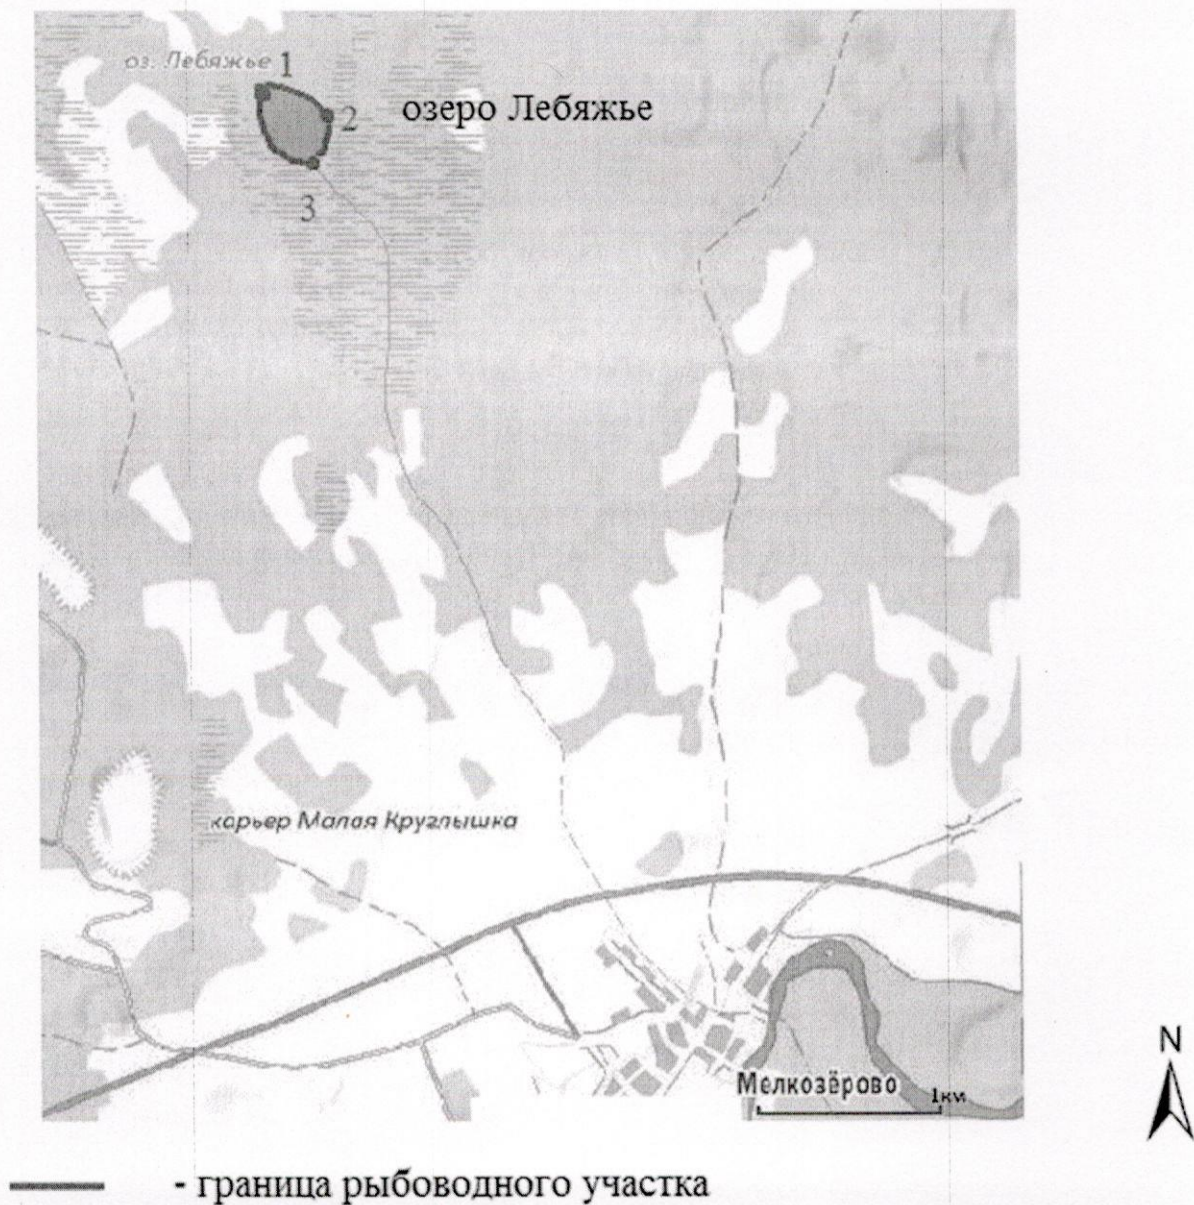 оз. Лебяжье
1
2
озеро Лебяжье
3
карьер Малая Круглышка
Мелкозёрово
1км
N
- граница рыбоводного участка